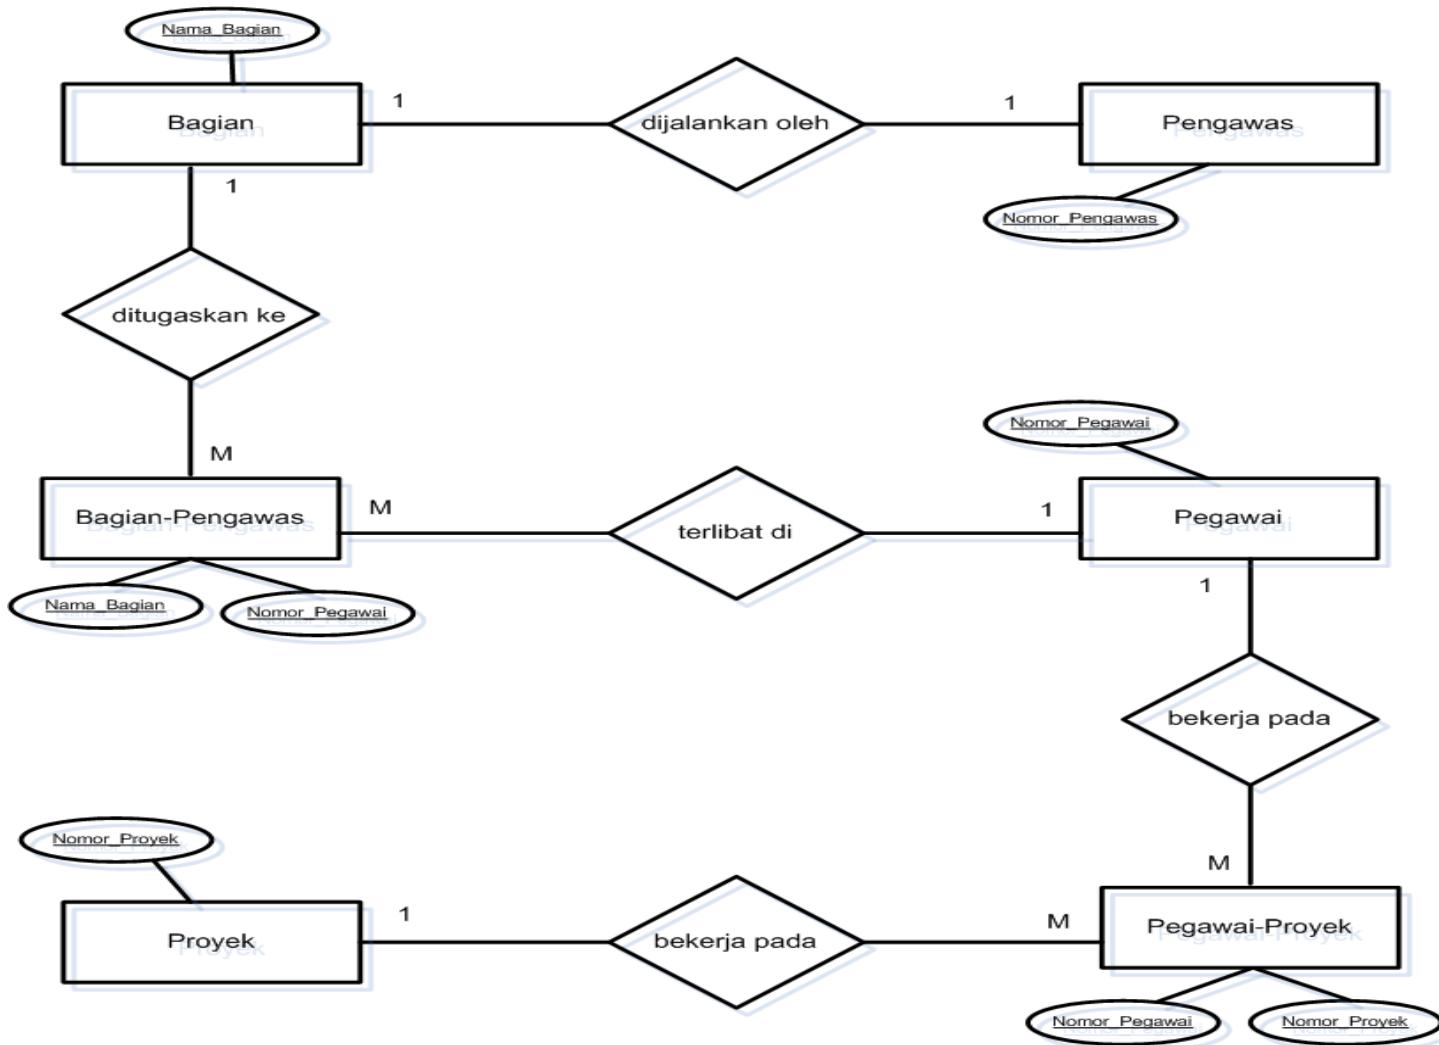 Nama_Bagian
Bagian
1
dijalankan oleh
1
Pengawas
Nomor_Pengawas
1
ditugaskan ke
M
Bagian-Pengawas
Nama_Bagian
Nomor_Pegawai
M
terlibat di
1
Nomor_Pegawai
Pegawai
1
bekerja pada
M
Nomor_Proyek
Proyek
1
bekerja pada
M
Pegawai-Proyek
Nomor_Pegawai
Nomor_Proyek